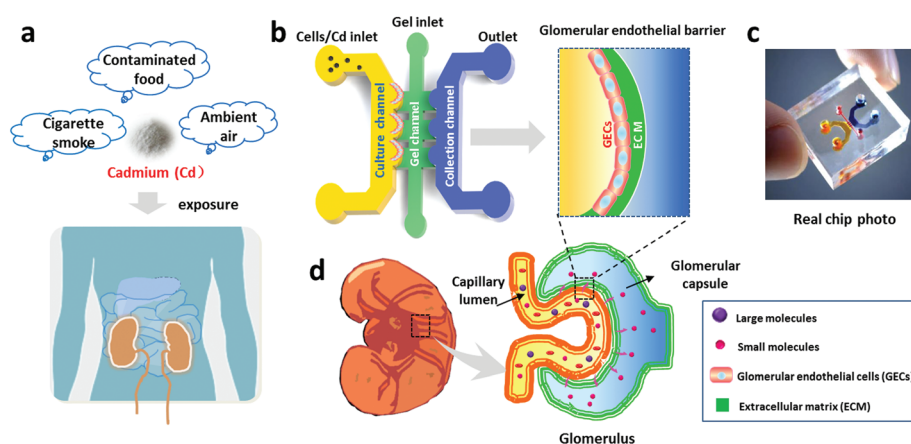 a
Contaminated
food
Cigarette
smoke
Ambient
air
Cadmium (Cd）
exposure
b
Gel inlet
Cells/Cd inlet
Outlet
Culture channel
Gel channel
Collection channel
Glomerular endothelial barrier
GECs
ECM
c
Real chip photo
d
Capillary
lumen
Glomerular
capsule
Glomerulus
Large molecules
Small molecules
Glomerular endothelial cells (GECs)
Extracellular matrix (ECM)